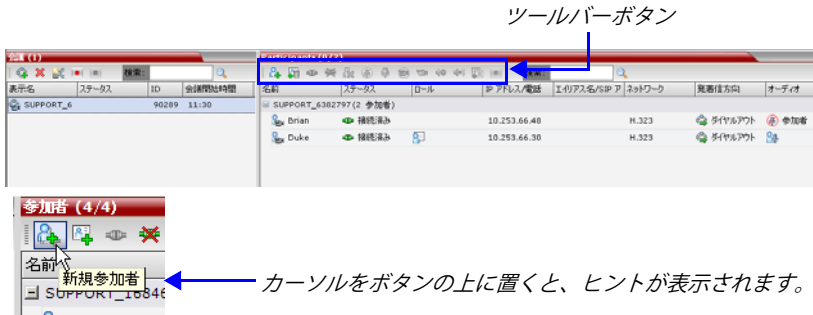 ツールバーボタン
会議 (1)
Participants (0/2)
検索:
検索:
表示名 ステータス ID 会議開始時間
名前 ステータス ロール IP アドレス/電話 エイリアス名/SIP ア ネットワーク 発着信方向 オーディオ
SUPPORT_6 90289 11:30
SUPPORT_6302797(2 参加者)
Brian 接続済み 10.253.66.40 H.323 ダイヤルアウト 参加者
Duke 接続済み 10.253.66.30 H.323 ダイヤルアウト
参加者 (4/4)
名前
新規参加者
カーソルをボタンの上に置くと、ヒントが表示されます。
SUPPORT_16846